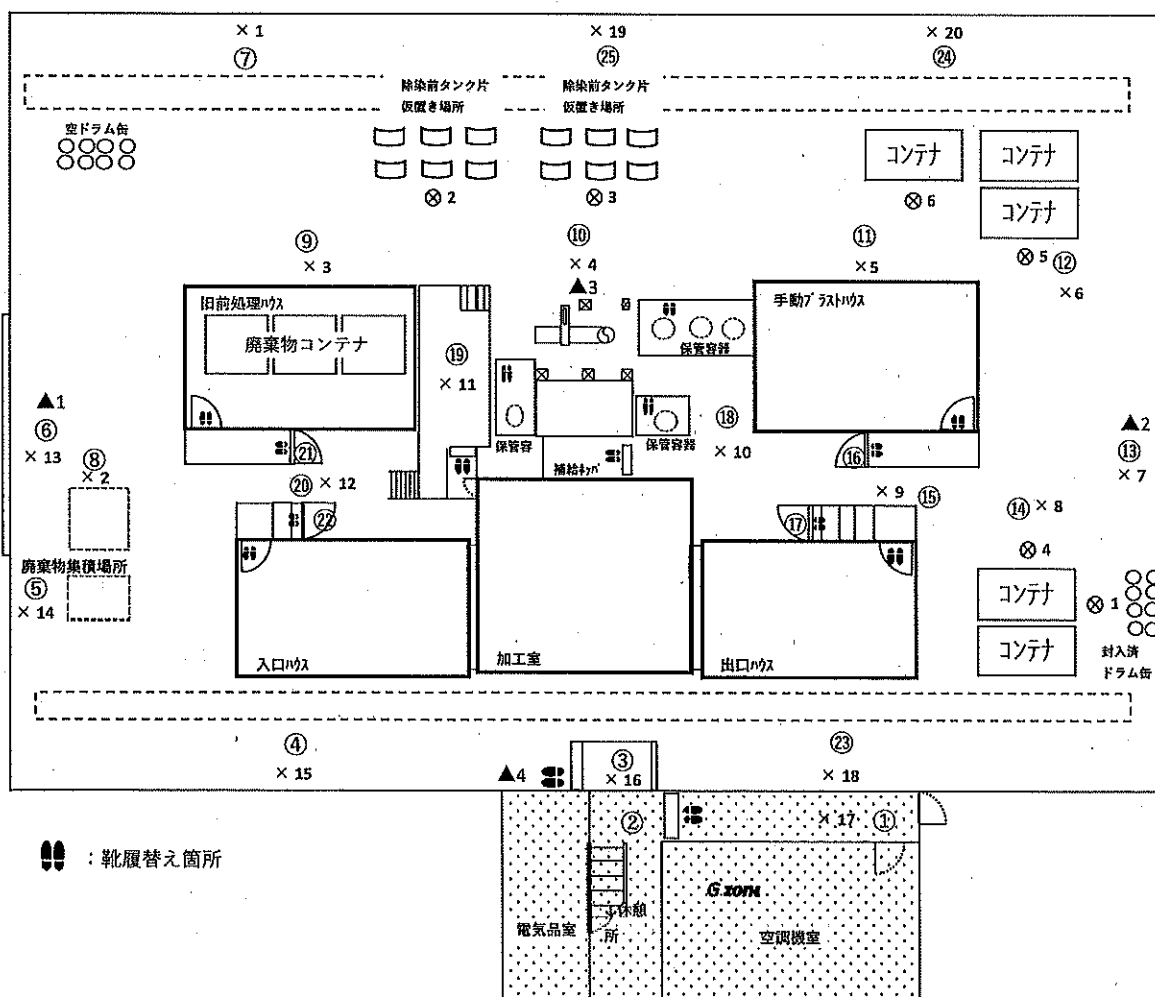 × 1
× 19
× 20
⑦
㉕
㉔
除染前タンク片
仮置き場所
除染前タンク片
仮置き場所
空ドラム缶
コンテナ
コンテナ
コンテナ
⊗ 2
⊗ 3
⊗ 6
⊗ 5
⑨
× 3
⑩
× 4
▲3
⑪
× 5
⑫
× 6
旧前処理ハウス
廃棄物コンテナ
⑲
× 11
保管容器
手動ブラストハウス
▲1
⑥
× 13
⑧
× 2
㉑
保管容
保管容器
⑱
× 10
⑯
▲2
⑬
× 7
⑳
× 12
㉒
× 9
⑮
⑰
⑭
× 8
⊗ 4
廃棄物集積場所
⑤
× 14
コンテナ
コンテナ
⊗ 1
封入済
ドラム缶
入口ハウス
加工室
出口ハウス
④
× 15
▲4
③
× 16
㉓
× 18
②
× 17
①
:靴履替え箇所
G zone
電気品室
休憩
所
空調機室